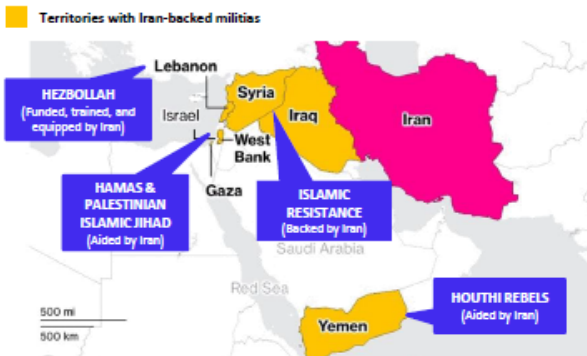 Territories with Iran-backed militias
Lebanon
HEZBOLLAH
(Funded, trained, and
equipped by Iran)
Syria
Israel
Iraq
Iran
West
Bank
Gaza
HAMAS &
PALESTINIAN
ISLAMIC JIHAD
(Aided by Iran)
ISLAMIC
RESISTANCE
(Backed by Iran)
Saudi Arabia
Red Sea
HOUTHI REBELS
(Aided by Iran)
500 mi
500 km
Yemen